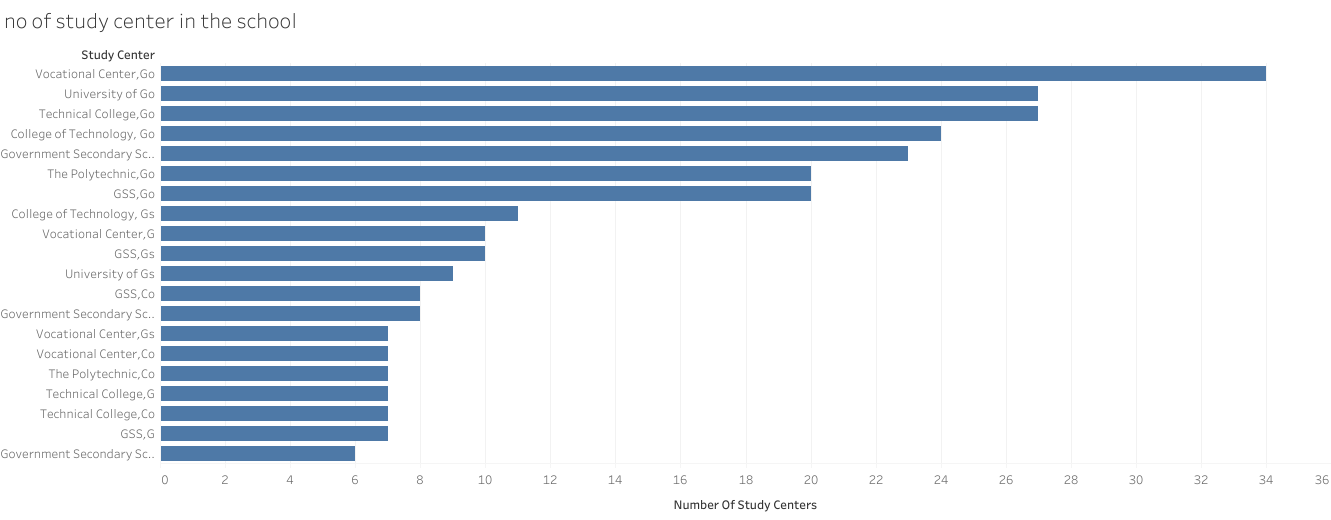 no of study center in the school
Study Center
Vocational Center,Go
University of Go
Technical College,Go
College of Technology, Go
Government Secondary Sc..
The Polytechnic,Go
GSS,Go
College of Technology, Gs
Vocational Center,G
GSS,Gs
University of Gs
GSS,Co
Government Secondary Sc..
Vocational Center,Gs
Vocational Center,Co
The Polytechnic,Co
Technical College,G
Technical College,Co
GSS,G
Government Secondary Sc..
0 2 4 6 8 10 12 14 16 18 20 22 24 26 28 30 32 34 36
Number Of Study Centers